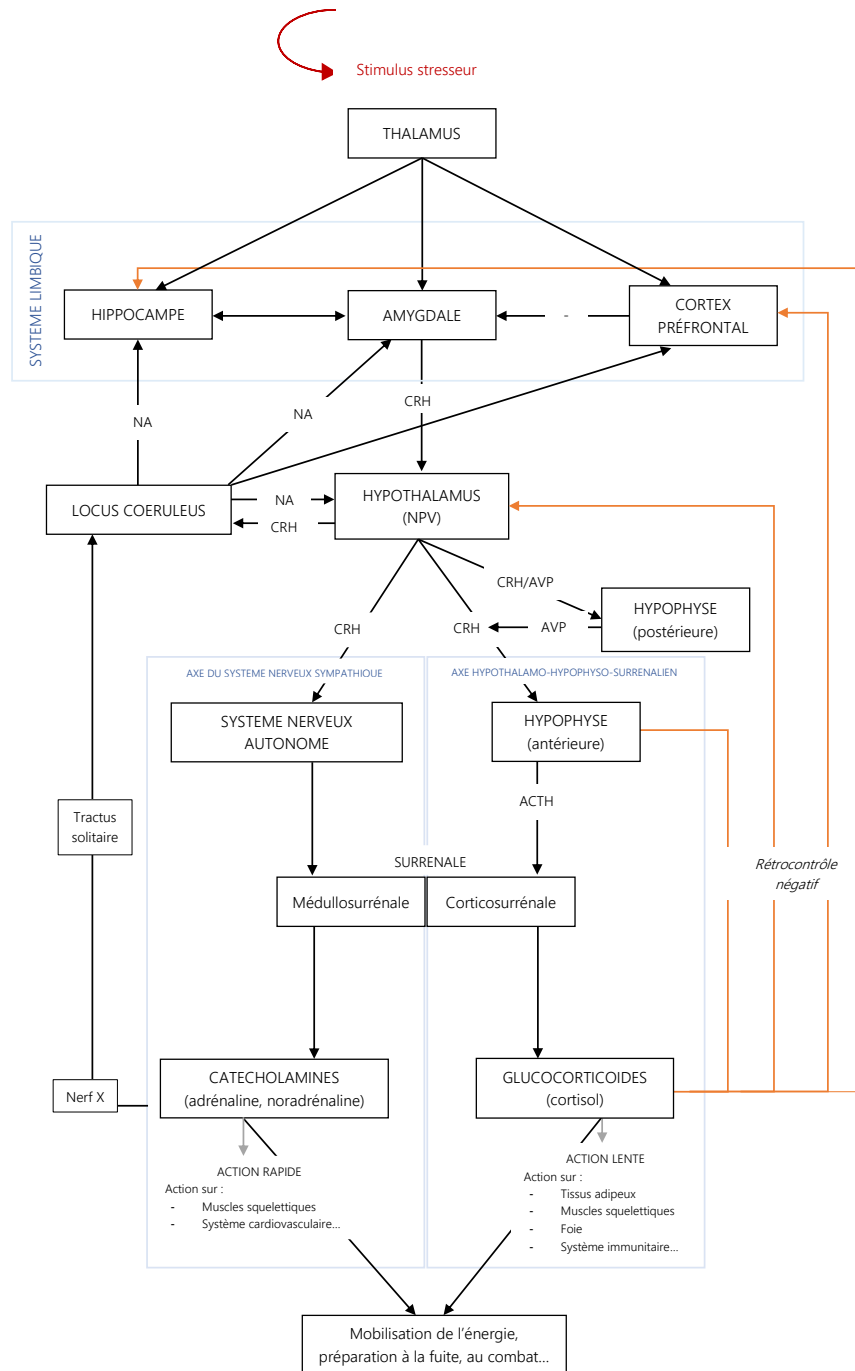 Stimulus stresseur
THALAMUS
SYSTEME LIMBIQUE
HIPPOCAMPE
AMYGDALE
-
CORTEX
PRÉFRONTAL
NA
NA
CRH
LOCUS COERULEUS
NA
CRH
HYPOTHALAMUS
(NPV)
CRH/AVP
HYPOPHYSE
(postérieure)
CRH
CRH
AVP
AXE DU SYSTEME NERVEUX SYMPATHIQUE
AXE HYPOTHALAMO-HYPOPHYSO-SURRENALIEN
SYSTEME NERVEUX
AUTONOME
HYPOPHYSE
(antérieure)
ACTH
Tractus
solitaire
SURRENALE
Médullosurrénale
Corticosurrénale
Rétrocontrôle
négatif
Nerf X
CATECHOLAMINES
(adrénaline, noradrénaline)
GLUCOCORTICOIDES
(cortisol)
ACTION RAPIDE
Action sur :
- Muscles squelettiques
- Système cardiovasculaire…
ACTION LENTE
Action sur :
- Tissus adipeux
- Muscles squelettiques
- Foie
- Système immunitaire…
Mobilisation de l'énergie,
préparation à la fuite, au combat…